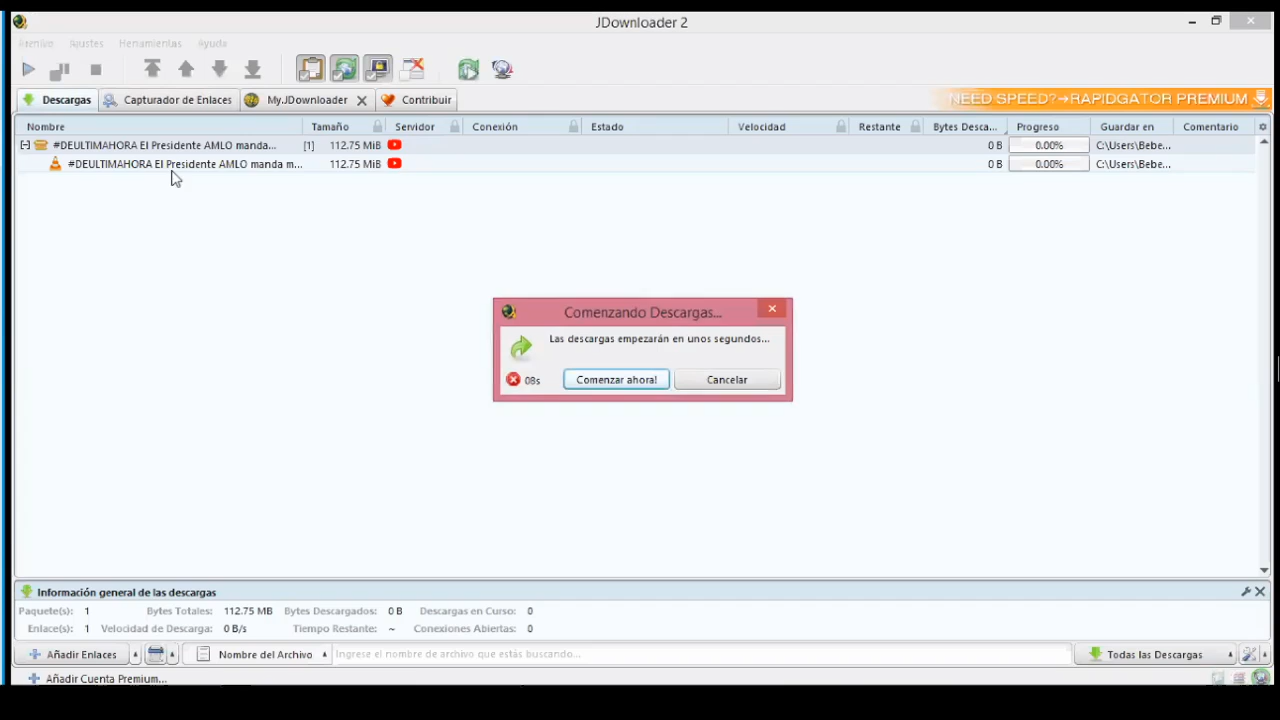 JDownloader 2
Archivo Ajustes Herramientas Ayuda
Descargas Capturador de Enlaces My.JDownloader Contribuir NEED SPEED?→RAPIDGATOR PREMIUM
Nombre Tamaño Servidor Conexión Estado Velocidad Restante Bytes Desca... Progreso Guardar en Comentario
#DEULTIMAHORA El Presidente AMLO manda... [1] 112.75 MiB 0 B 0.00% C:\Users\Bebe...
#DEULTIMAHORA El Presidente AMLO manda m... 112.75 MiB 0 B 0.00% C:\Users\Bebe...
Comenzando Descargas...
Las descargas empezarán en unos segundos...
08s Comenzar ahora! Cancelar
Información general de las descargas
Paquete(s): 1 Bytes Totales: 112.75 MB Bytes Descargados: 0 B Descargas en Curso: 0
Enlace(s): 1 Velocidad de Descarga: 0 B/s Tiempo Restante: ~ Conexiones Abiertas: 0
Añadir Enlaces Nombre del Archivo Ingrese el nombre de archivo que estás buscando... Todas las Descargas
Añadir Cuenta Premium...